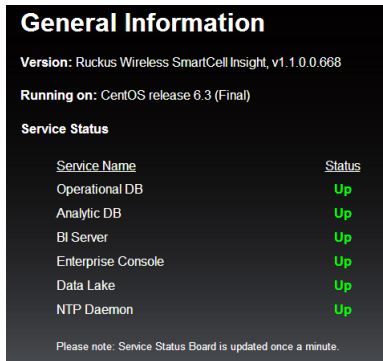 General Information
Version: Ruckus Wireless SmartCell Insight, v1.1.0.0.668
Running on: CentOS release 6.3 (Final)
Service Status
Service Name Status
Operational DB Up
Analytic DB Up
BI Server Up
Enterprise Console Up
Data Lake Up
NTP Daemon Up
Please note: Service Status Board is updated once a minute.